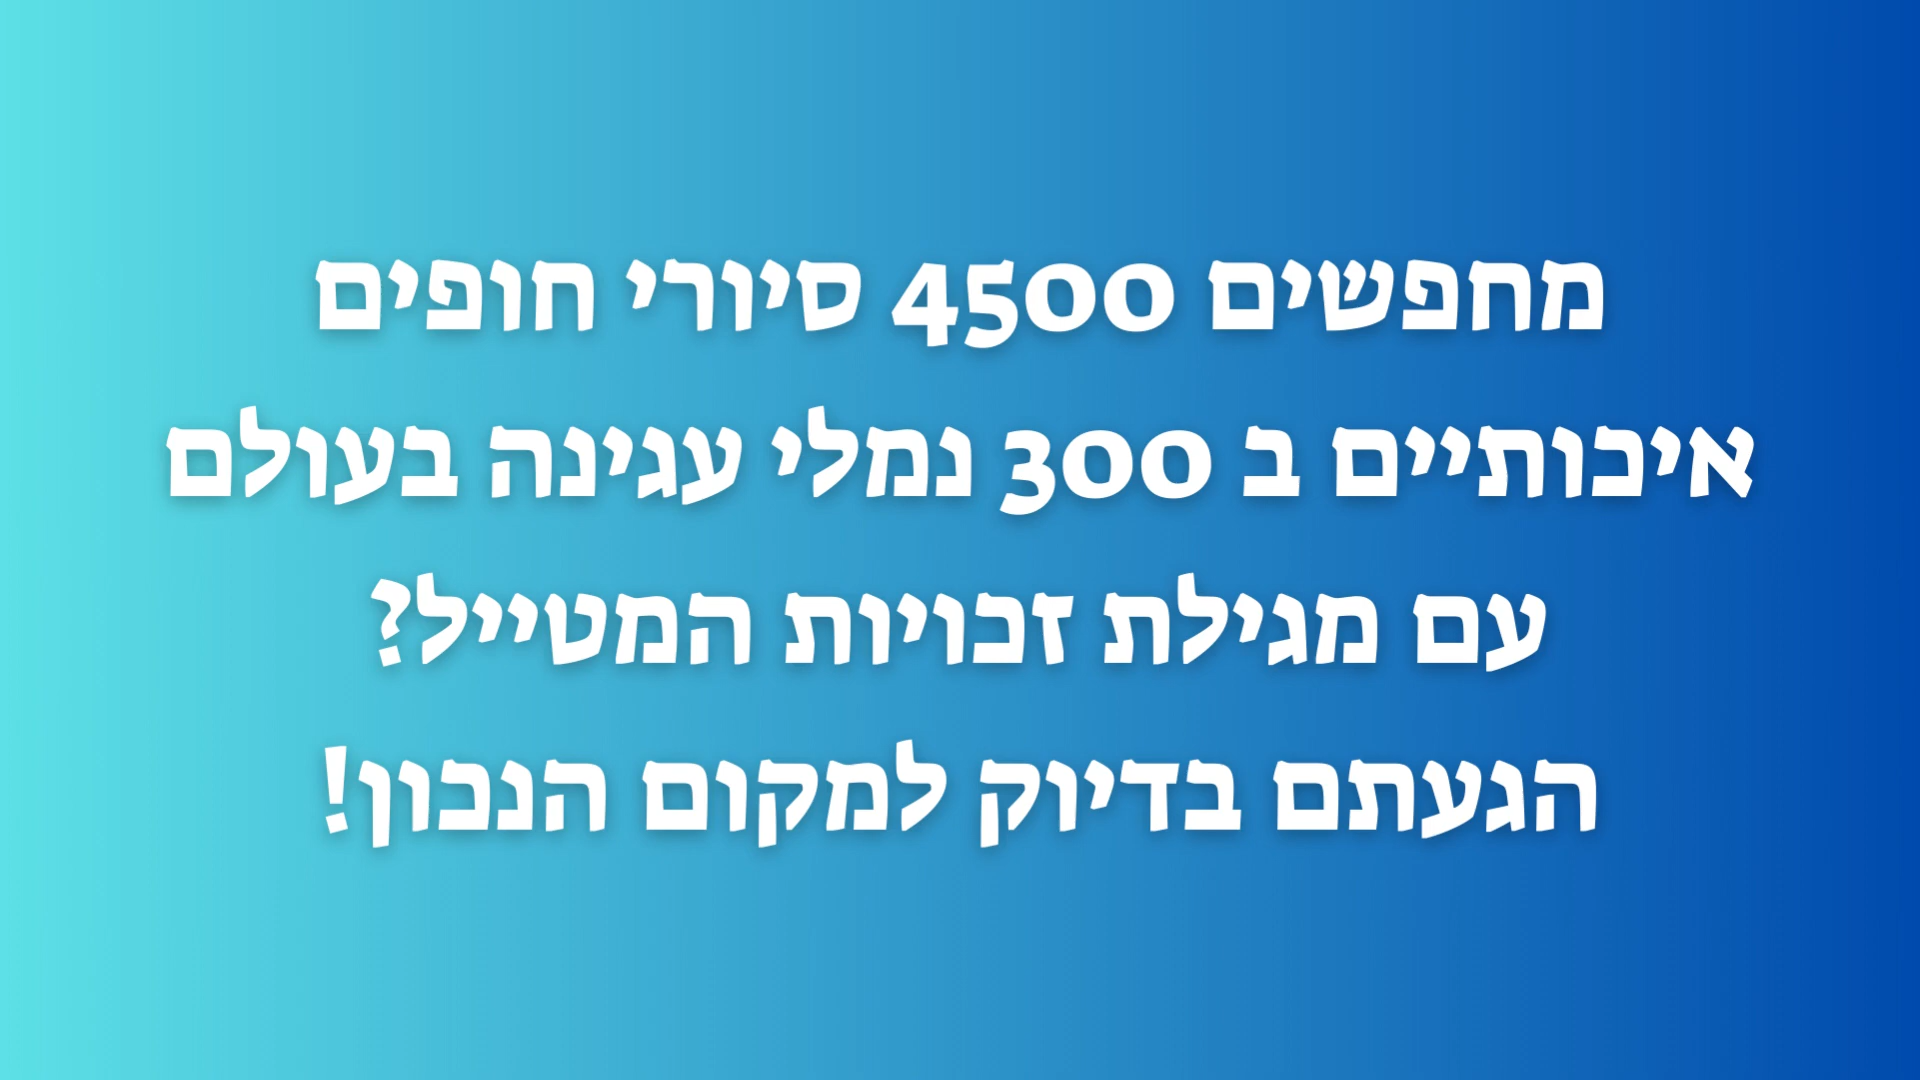 מחפשים 4500 סיורי חופים
איכותיים ב 300 נמלי עגינה בעולם
עם מגילת זכויות המטייל?
הגעתם בדיוק למקום הנכון!